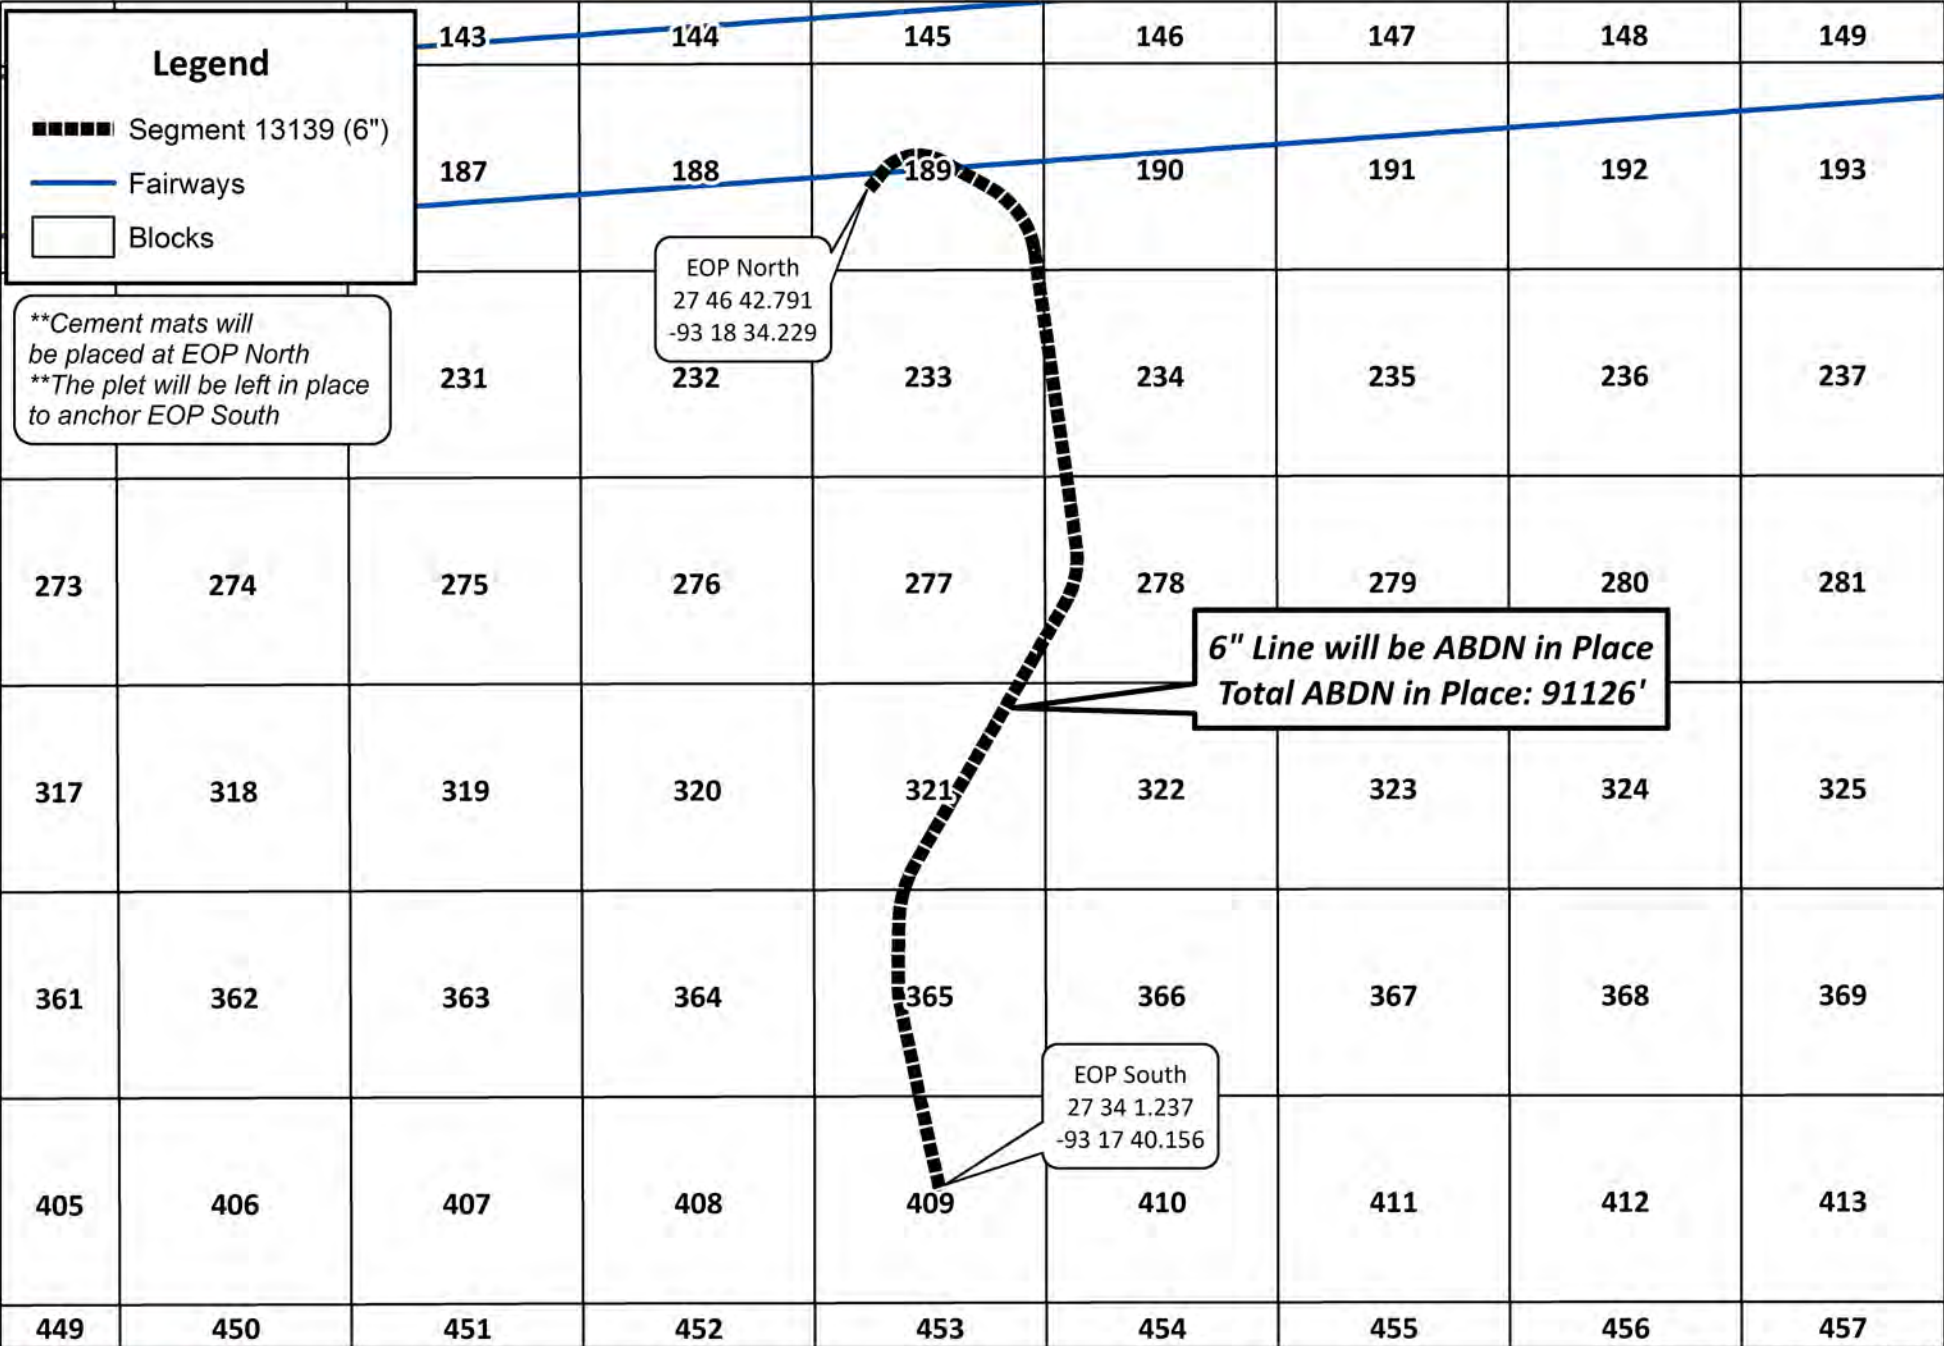 Legend
Segment 13139 (6")
Fairways
Blocks
**Cement mats will
be placed at EOP North
**The plet will be left in place
to anchor EOP South
143 144 145 146 147 148 149
187 188 189 190 191 192 193
EOP North
27 46 42.791
-93 18 34.229
231 232 233 234 235 236 237
273 274 275 276 277 278 279 280 281
6" Line will be ABDN in Place
Total ABDN in Place: 91126'
317 318 319 320 321 322 323 324 325
361 362 363 364 365 366 367 368 369
EOP South
27 34 1.237
-93 17 40.156
405 406 407 408 409 410 411 412 413
449 450 451 452 453 454 455 456 457